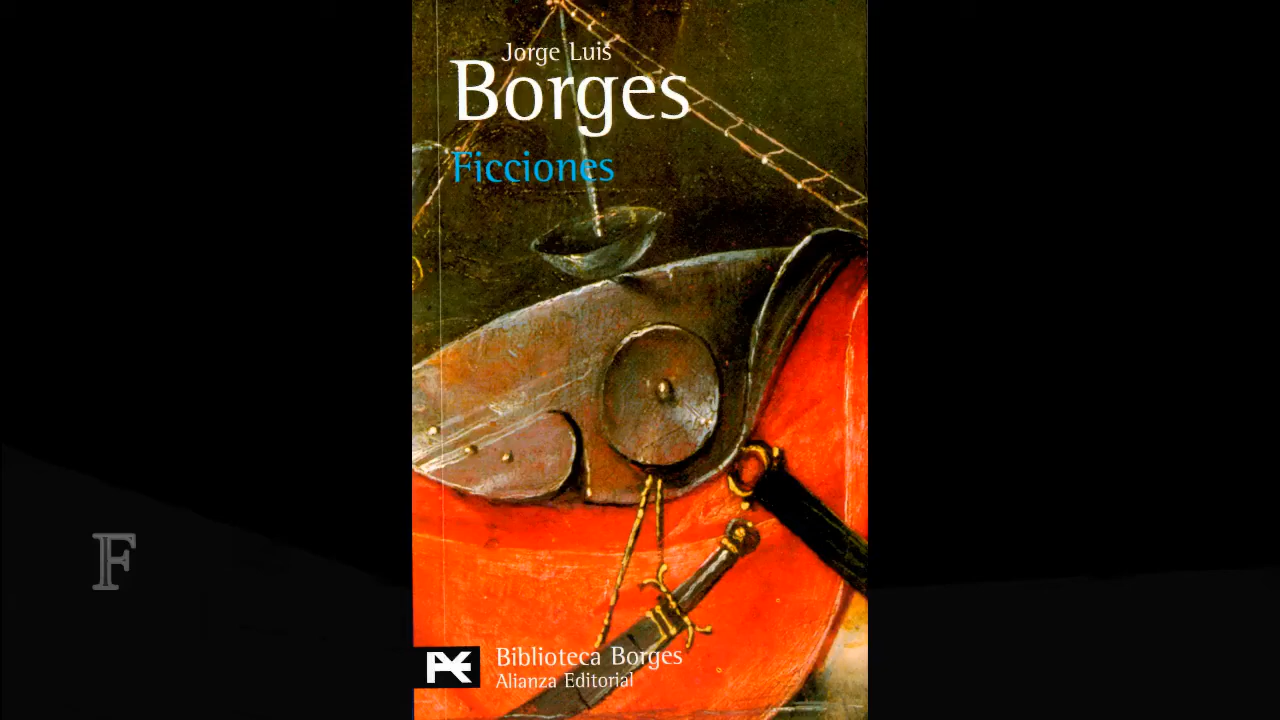 Jorge Luis
Borges
Ficciones
F
Biblioteca Borges
Alianza Editorial